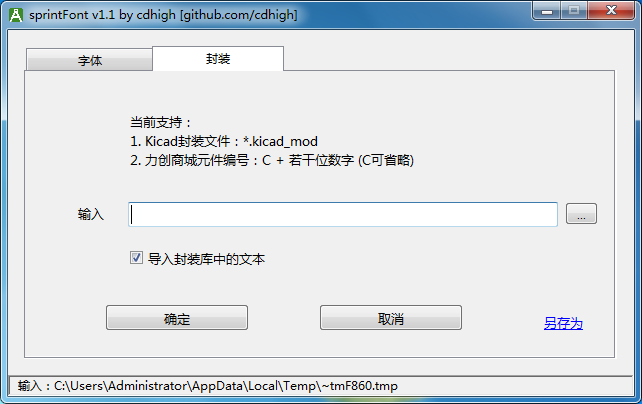 sprintFont v1.1 by cdhigh [github.com/cdhigh]
字体
封装
当前支持：
1. Kicad封装文件：*.kicad_mod
2. 力创商城元件编号：C + 若干位数字 (C可省略)
输入
...
导入封装库中的文本
确定
取消
另存为
输入：C:\Users\Administrator\AppData\Local\Temp\~tmF860.tmp